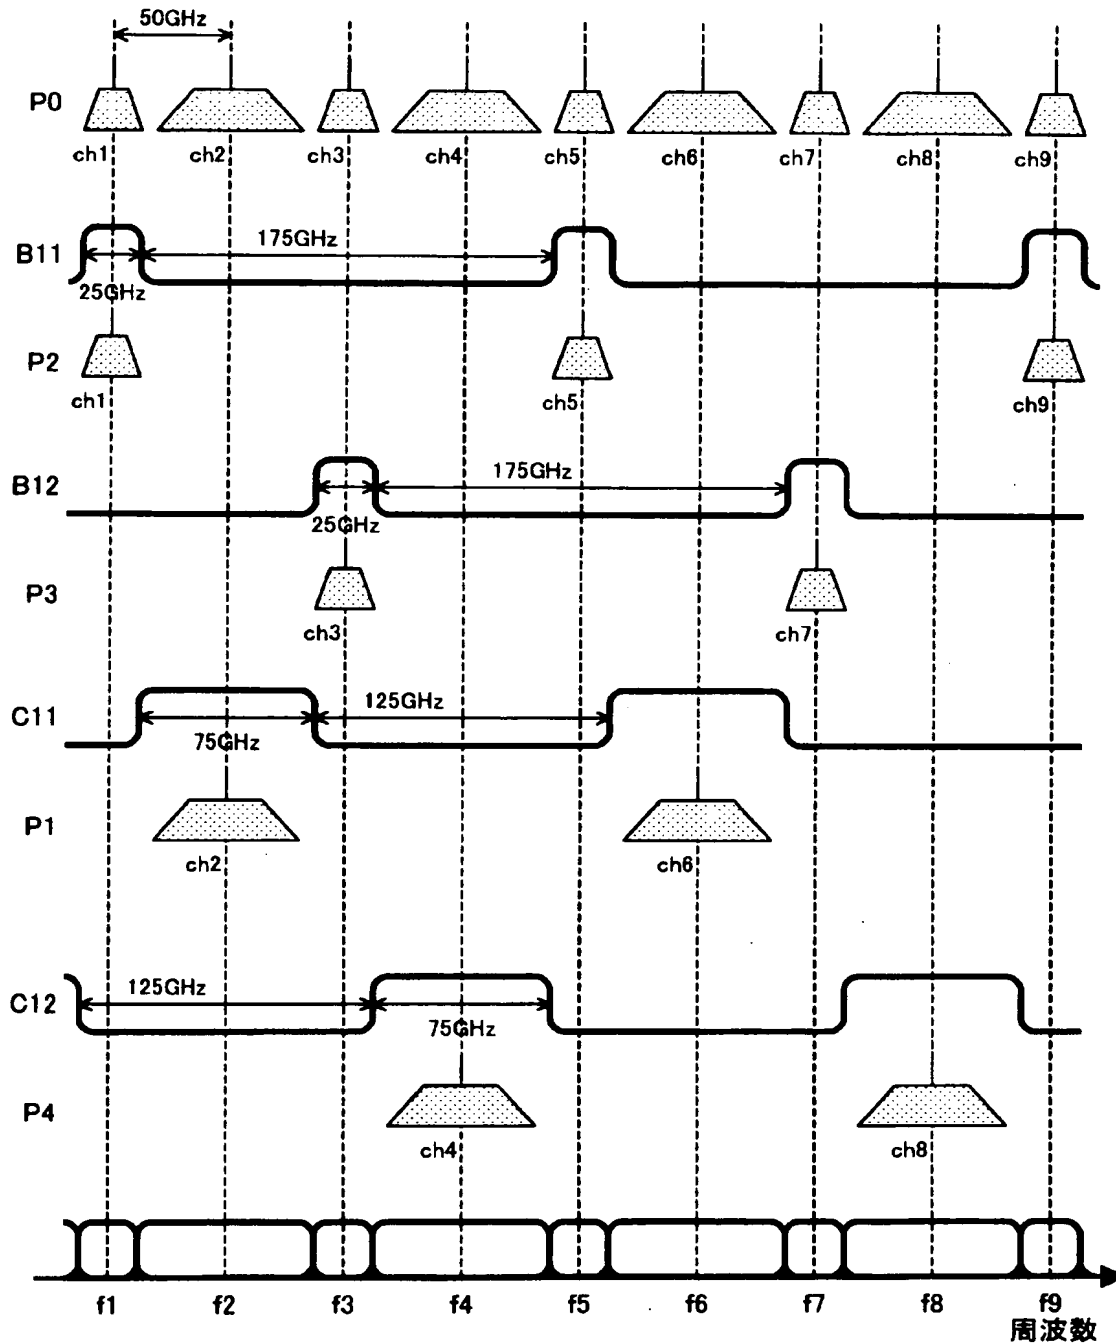 50GHz
P0
ch1 ch2 ch3 ch4 ch5 ch6 ch7 ch8 ch9
B11
175GHz
25GHz
P2
ch1 ch5 ch9
B12
175GHz
25GHz
P3
ch3 ch7
C11
125GHz
75GHz
P1
ch2 ch6
C12
125GHz
75GHz
P4
ch4 ch8
f1 f2 f3 f4 f5 f6 f7 f8 f9
周波数